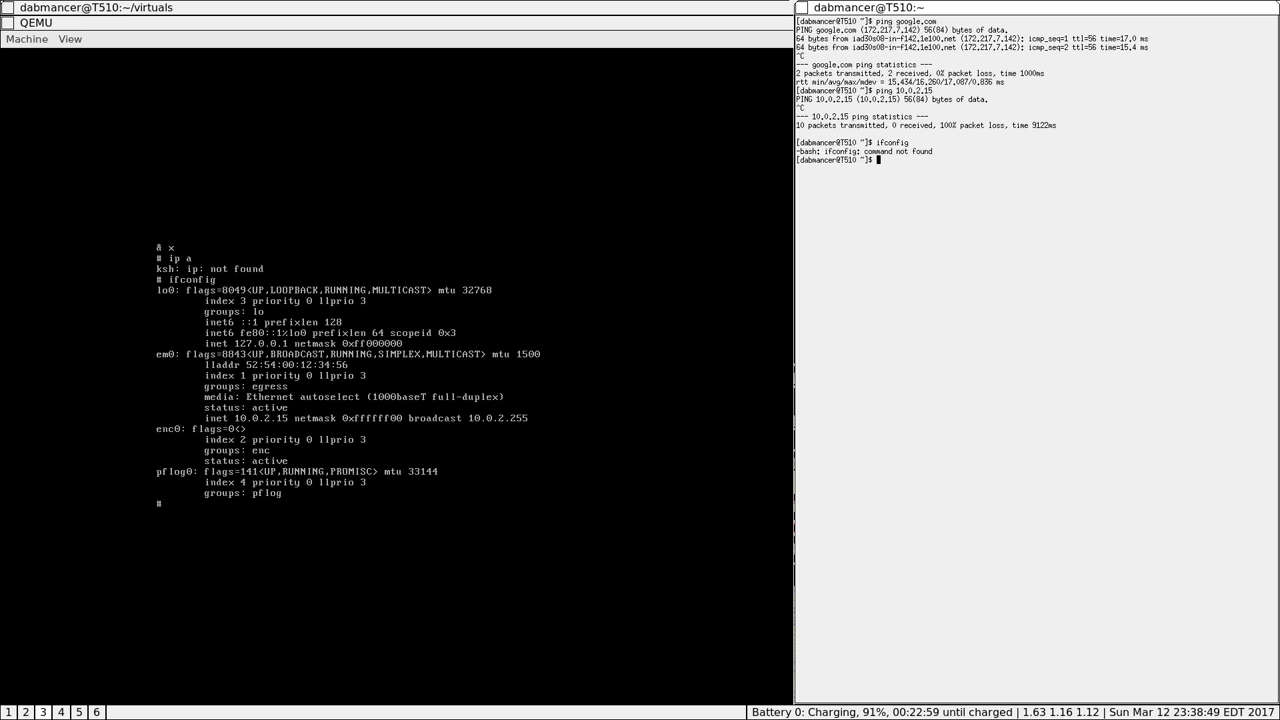 dabmancer@T510:~/virtuals
QEMU
Machine View
& x
# ip a
ksh: ip: not found
# ifconfig
lo0: flags=8049<UP,LOOPBACK,RUNNING,MULTICAST> mtu 32768
index 3 priority 0 llprio 3
groups: lo
inet6 ::1 prefixlen 128
inet6 fe80::1%lo0 prefixlen 64 scopeid 0x3
inet 127.0.0.1 netmask 0xff000000
em0: flags=8843<UP,BROADCAST,RUNNING,SIMPLEX,MULTICAST> mtu 1500
lladdr 52:54:00:12:34:56
index 1 priority 0 llprio 3
groups: egress
media: Ethernet autoselect (1000baseT full-duplex)
status: active
inet 10.0.2.15 netmask 0xffffff00 broadcast 10.0.2.255
enc0: flags=0<>
index 2 priority 0 llprio 3
groups: enc
status: active
pflog0: flags=141<UP,RUNNING,PROMISC> mtu 33144
index 4 priority 0 llprio 3
groups: pflog
#
dabmancer@T510:~
[dabmancer@T510 ~]$ ping google.com
PING google.com (172.217.7.142) 56(84) bytes of data.
64 bytes from iad30s08-in-f142.1e100.net (172.217.7.142): icmp_seq=1 ttl=56 time=17.0 ms
64 bytes from iad30s08-in-f142.1e100.net (172.217.7.142): icmp_seq=2 ttl=56 time=15.4 ms
^C
--- google.com ping statistics ---
2 packets transmitted, 2 received, 0% packet loss, time 1000ms
rtt min/avg/max/mdev = 15.434/16.260/17.087/0.836 ms
[dabmancer@T510 ~]$ ping 10.0.2.15
PING 10.0.2.15 (10.0.2.15) 56(84) bytes of data.
^C
--- 10.0.2.15 ping statistics ---
10 packets transmitted, 0 received, 100% packet loss, time 9122ms
[dabmancer@T510 ~]$ ifconfig
-bash: ifconfig: command not found
[dabmancer@T510 ~]$
1 2 3 4 5 6
Battery 0: Charging, 91%, 00:22:59 until charged | 1.63 1.16 1.12 | Sun Mar 12 23:38:49 EDT 2017